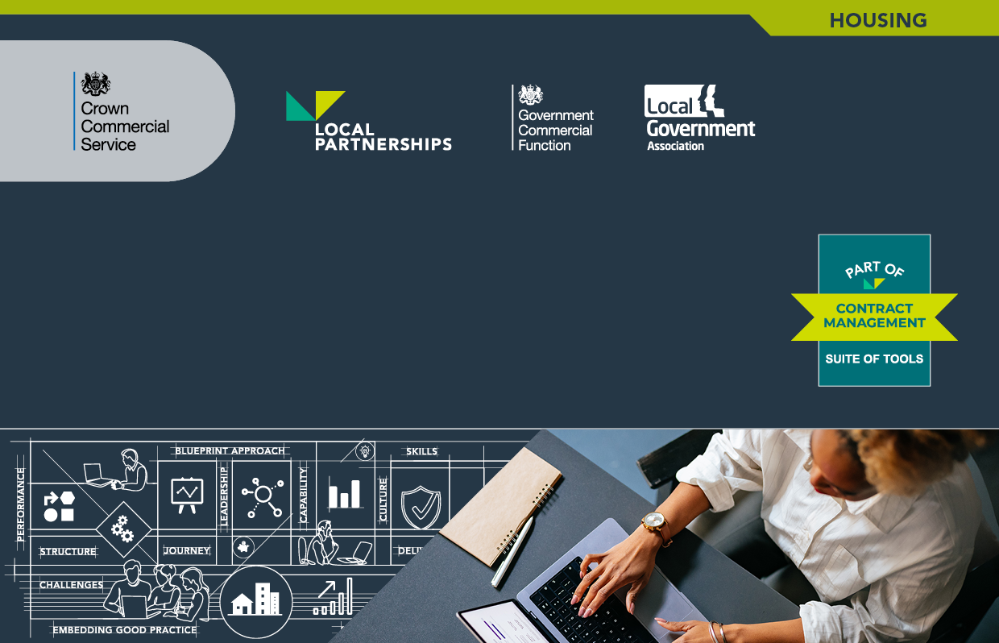 HOUSING
Crown
Commercial
Service
LOCAL
PARTNERSHIPS
Government
Commercial
Function
Local
Government
Association
PART OF
CONTRACT
MANAGEMENT
SUITE OF TOOLS
BLUEPRINT APPROACH
SKILLS
PERFORMANCE
LEADERSHIP
CAPABILITY
CULTURE
STRUCTURE
JOURNEY
CHALLENGES
EMBEDDING GOOD PRACTICE